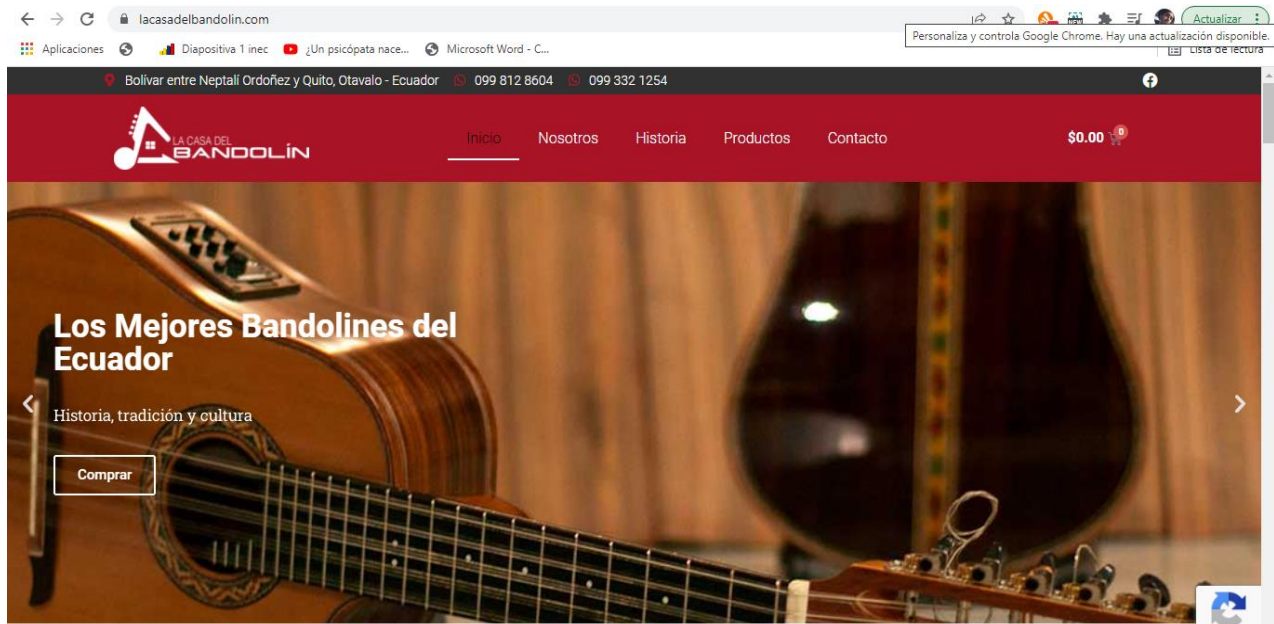 lacasadelbandolin.com
Actualizar
Personaliza y controla Google Chrome. Hay una actualización disponible.
Aplicaciones Diapositiva 1 inec ¿Un psicópata nace... Microsoft Word - C...
Lista de lectura
Bolívar entre Neptalí Ordoñez y Quito, Otavalo - Ecuador 099 812 8604 099 332 1254
LA CASA DEL
BANDOLÍN
Inicio Nosotros Historia Productos Contacto $0.00 0
Los Mejores Bandolines del
Ecuador
Historia, tradición y cultura
Comprar